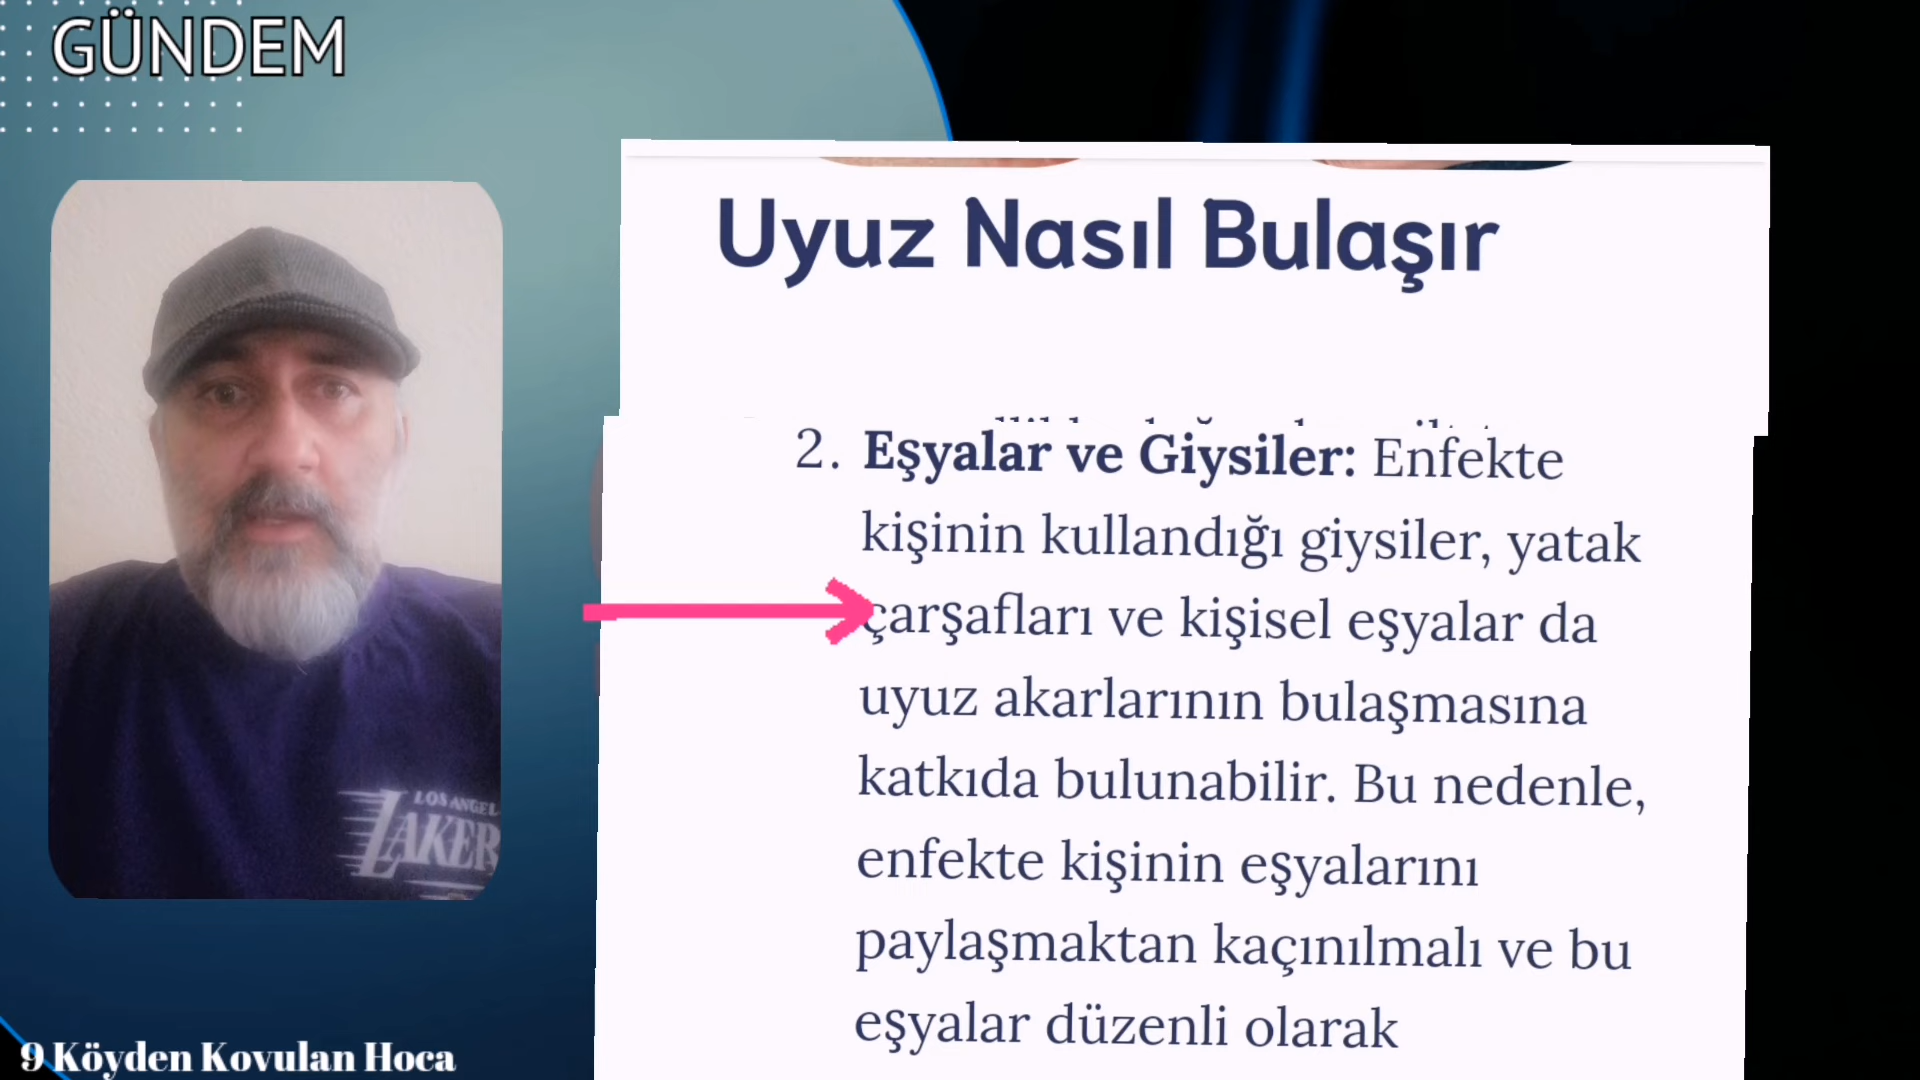 GÜNDEM
Uyuz Nasıl Bulaşır
2. Eşyalar ve Giysiler: Enfekte
kişinin kullandığı giysiler, yatak
çarşafları ve kişisel eşyalar da
uyuz akarlarının bulaşmasına
katkıda bulunabilir. Bu nedenle,
enfekte kişinin eşyalarını
paylaşmaktan kaçınılmalı ve bu
eşyalar düzenli olarak
LOS ANGEL
LAKER
9 Köyden Kovulan Hoca